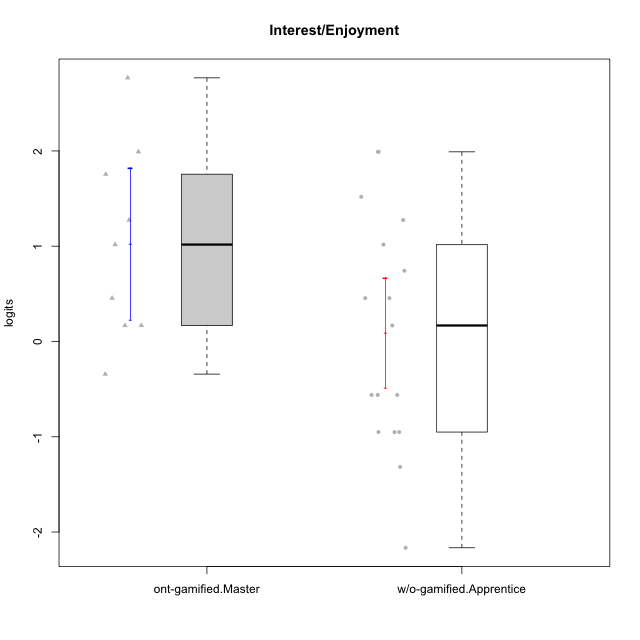 Interest/Enjoyment
logits
2
1
0
-1
-2
ont-gamified.Master
w/o-gamified.Apprentice